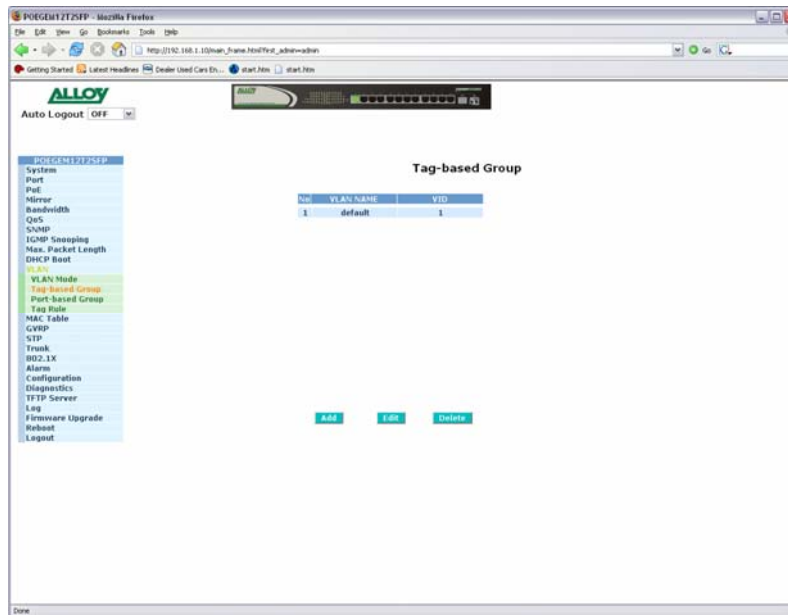 POEGEM12T2SFP - Mozilla Firefox
File Edit View Go Bookmarks Tools Help
http://192.168.1.10/main_frame.html?first_admin=admin
Go
Getting Started Latest Headlines Dealer Used Cars En... start.htm start.htm
ALLOY
Auto Logout OFF
ALLOY
POEGEM12T2SFP
System
Port
PoE
Mirror
Bandwidth
QoS
SNMP
IGMP Snooping
Max. Packet Length
DHCP Boot
VLAN
VLAN Mode
Tag-based Group
Port-based Group
Tag Rule
MAC Table
GVRP
STP
Trunk
802.1X
Alarm
Configuration
Diagnostics
TFTP Server
Log
Firmware Upgrade
Reboot
Logout
Tag-based Group
No VLAN NAME VID
1 default 1
Add Edit Delete
Done